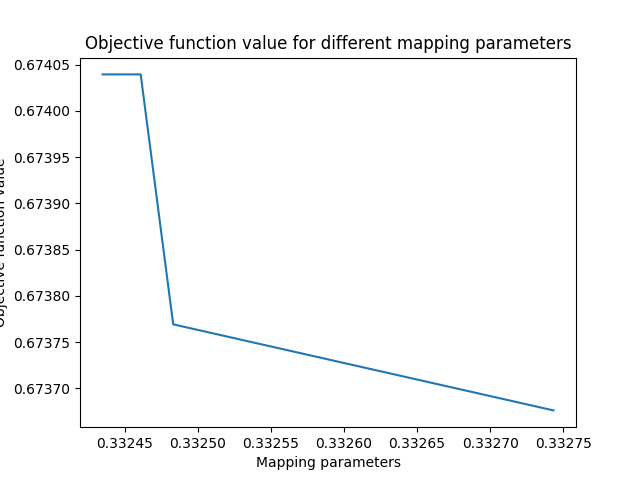 Objective function value for different mapping parameters
0.67405
0.67400
0.67395
0.67390
0.67385
0.67380
0.67375
0.67370
Objective function value
0.33245 0.33250 0.33255 0.33260 0.33265 0.33270 0.33275
Mapping parameters